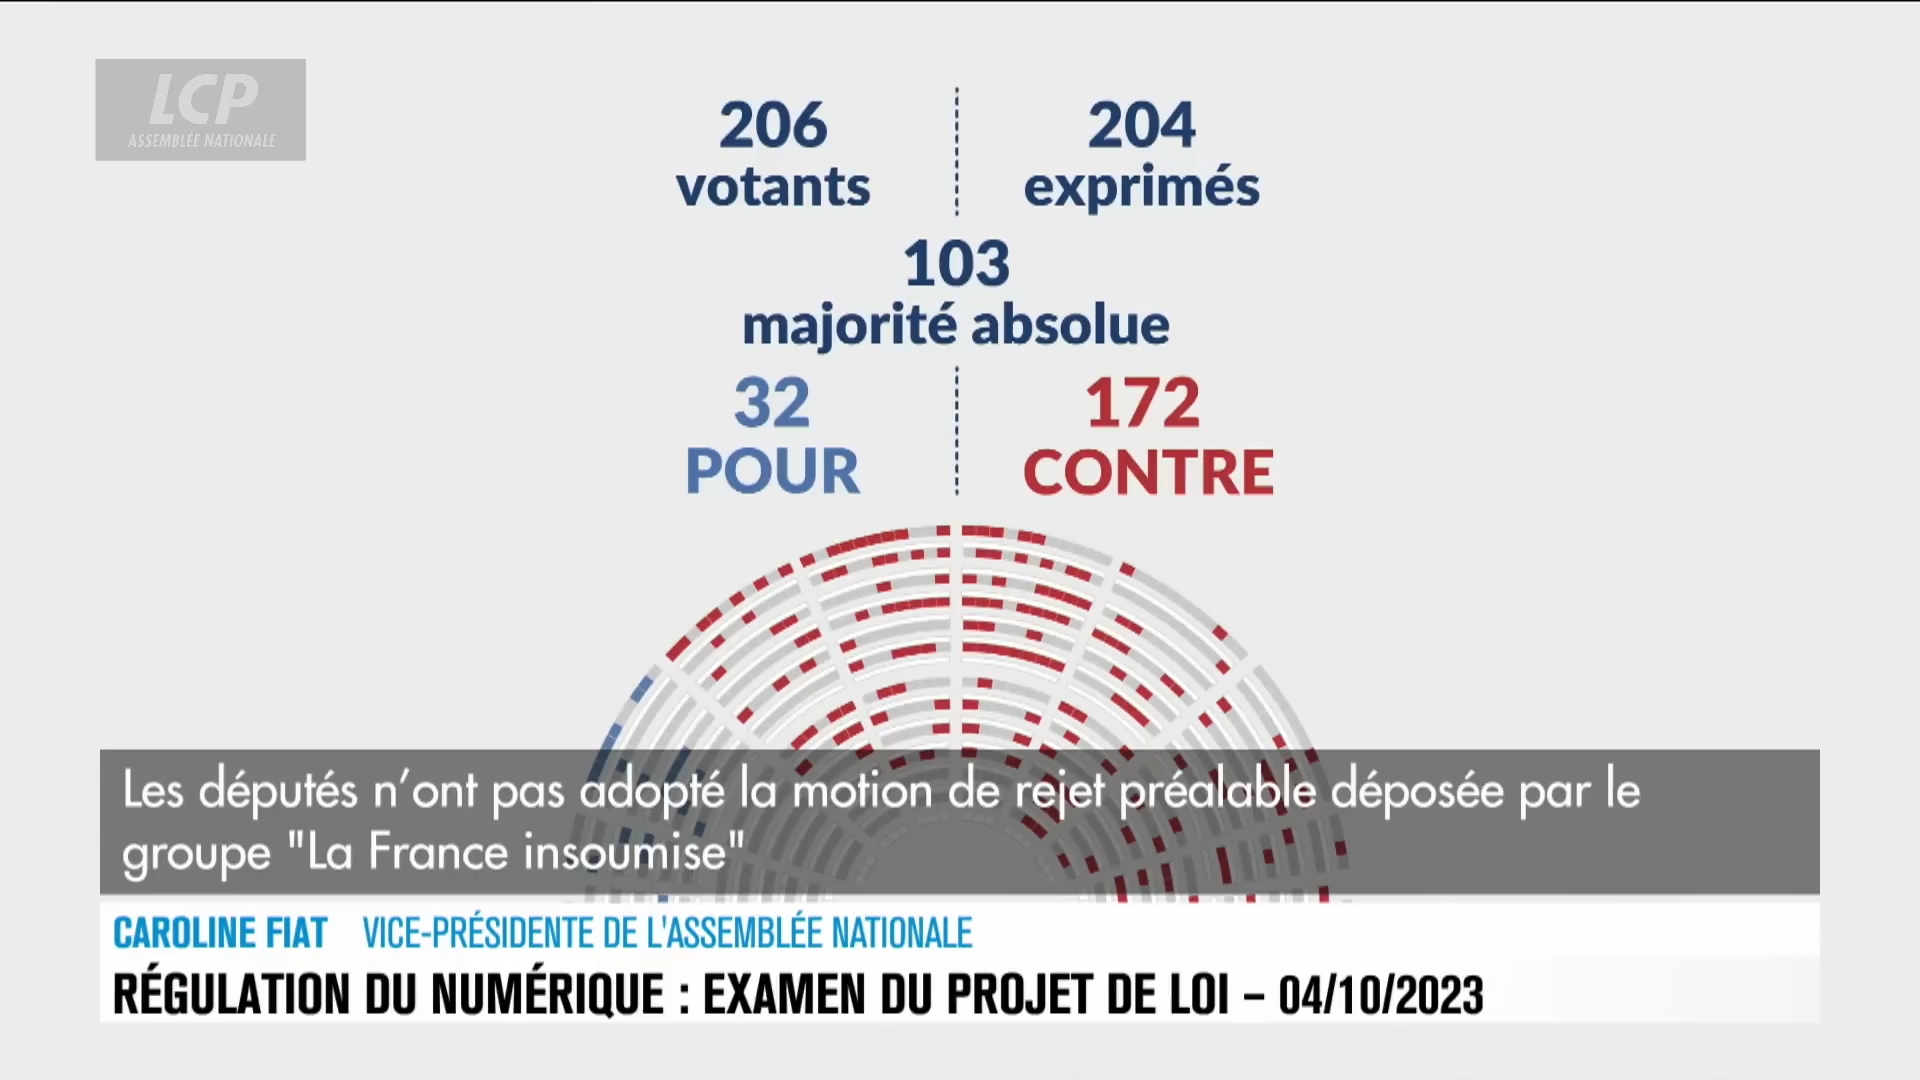 LCP
ASSEMBLÉE NATIONALE
206
votants
204
exprimés
103
majorité absolue
32
POUR
172
CONTRE
Les députés n’ont pas adopté la motion de rejet préalable déposée par le
groupe "La France insoumise"
CAROLINE FIAT VICE-PRÉSIDENTE DE L'ASSEMBLÉE NATIONALE
RÉGULATION DU NUMÉRIQUE : EXAMEN DU PROJET DE LOI – 04/10/2023